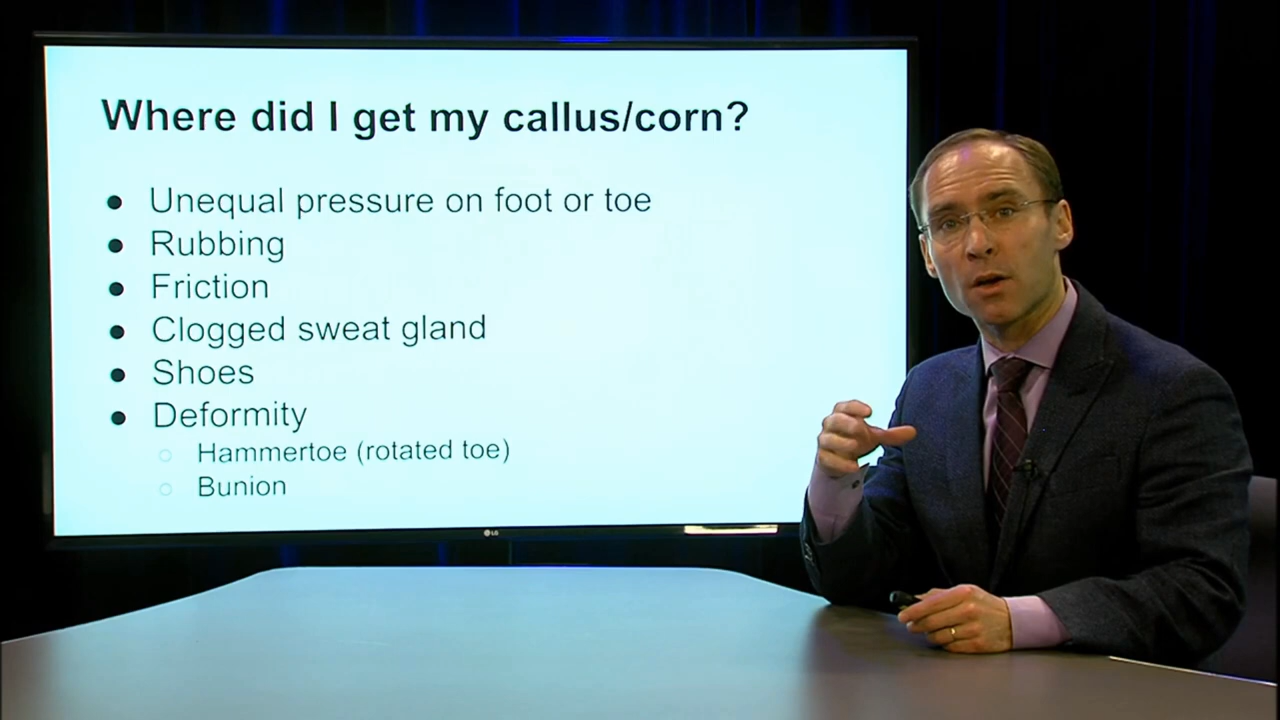 Where did I get my callus/corn?
● Unequal pressure on foot or toe
● Rubbing
● Friction
● Clogged sweat gland
● Shoes
● Deformity
○ Hammertoe (rotated toe)
○ Bunion
LG